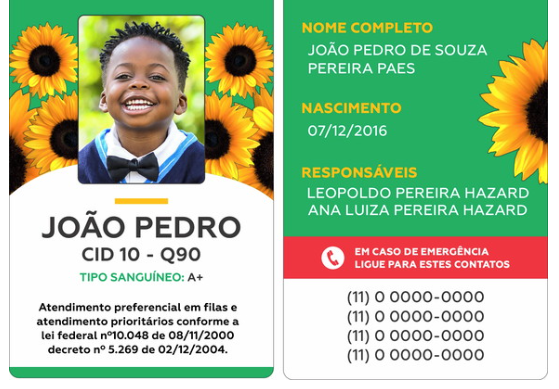 JOÃO PEDRO
CID 10 - Q90
TIPO SANGUÍNEO: A+
Atendimento preferencial em filas e
atendimento prioritários conforme a
lei federal nº10.048 de 08/11/2000
decreto nº 5.269 de 02/12/2004.
NOME COMPLETO
JOÃO PEDRO DE SOUZA
PEREIRA PAES
NASCIMENTO
07/12/2016
RESPONSÁVEIS
LEOPOLDO PEREIRA HAZARD
ANA LUIZA PEREIRA HAZARD
EM CASO DE EMERGÊNCIA
LIGUE PARA ESTES CONTATOS
(11) 0 0000-0000
(11) 0 0000-0000
(11) 0 0000-0000
(11) 0 0000-0000